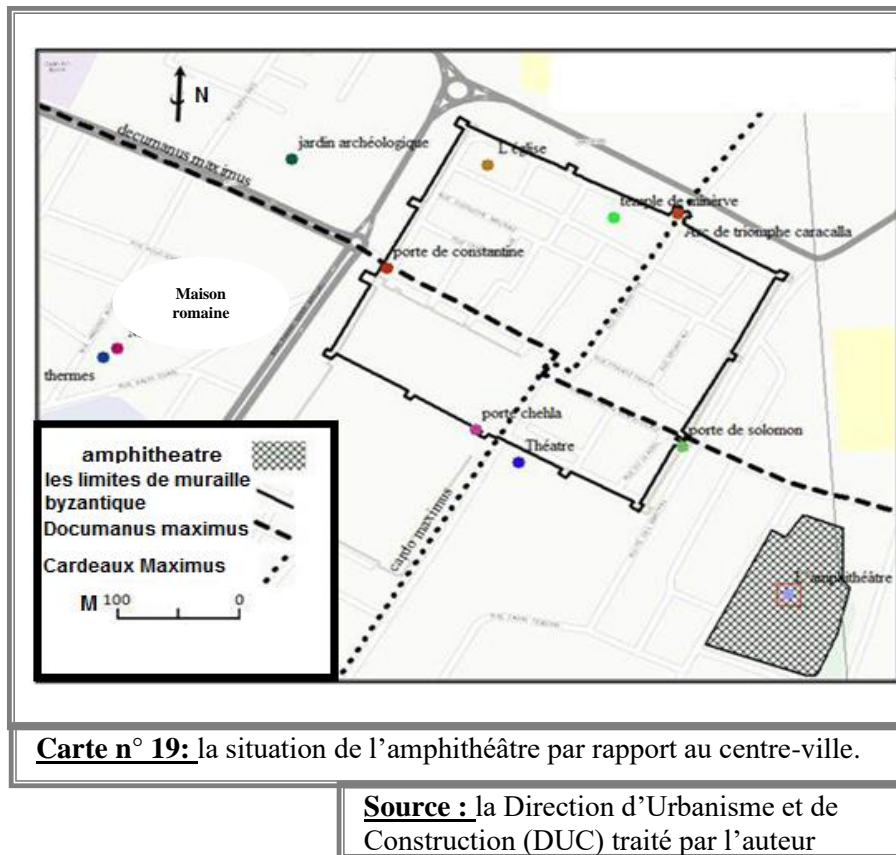 N
decumanus maximus
jardin archéologique
L'église
temple de minerve
Arc de triomphe caracalla
porte de constantine
Maison
romaine
thermes
porte chehla
Théatre
porte de solomon
cardo maximus
L'amphithéâtre
amphitheatre
les limites de muraille
byzantique
Documanus maximus
Cardeaux Maximus
M 100 0
Carte n° 19: la situation de l'amphithéâtre par rapport au centre-ville.
Source : la Direction d'Urbanisme et de
Construction (DUC) traité par l'auteur